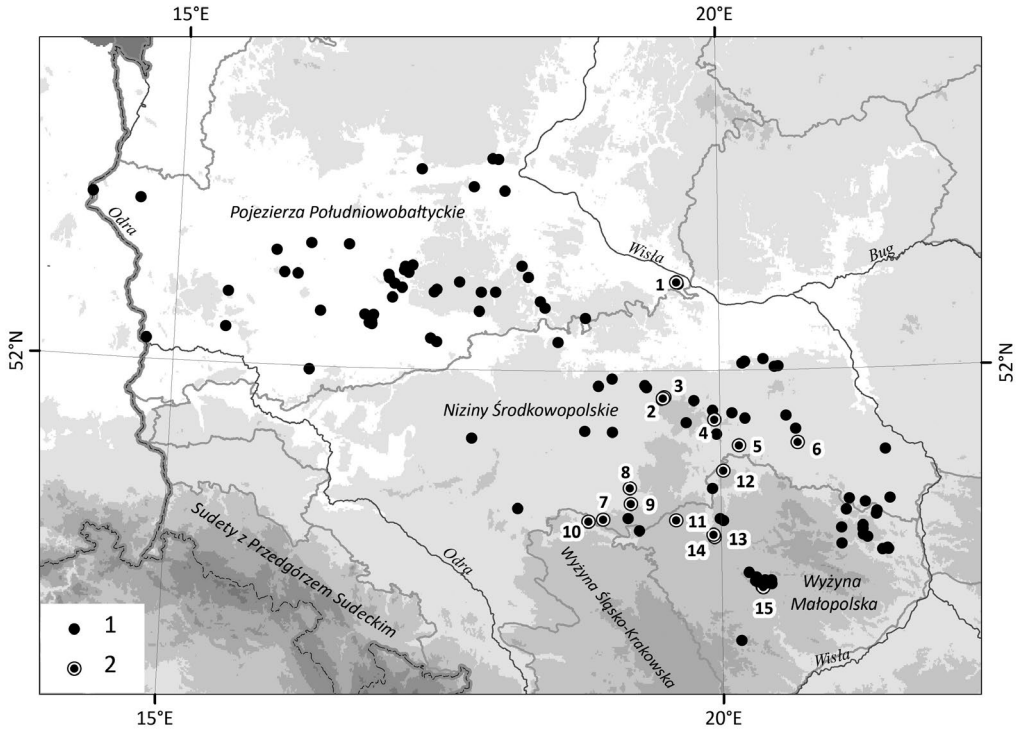 15°E
20°E
Pojezierza Południowobałtyckie
Odra
Wisła
Bug
1
52°N
52°N
3
2
Niziny Środkowopolskie
4
5
6
12
8
9
7
10
11
13
14
Sudety z Przedgórzem Sudeckim
Odra
Wyżyna Śląsko-Krakowska
Wyżyna
Małopolska
15
Wisła
1
2
15°E
20°E